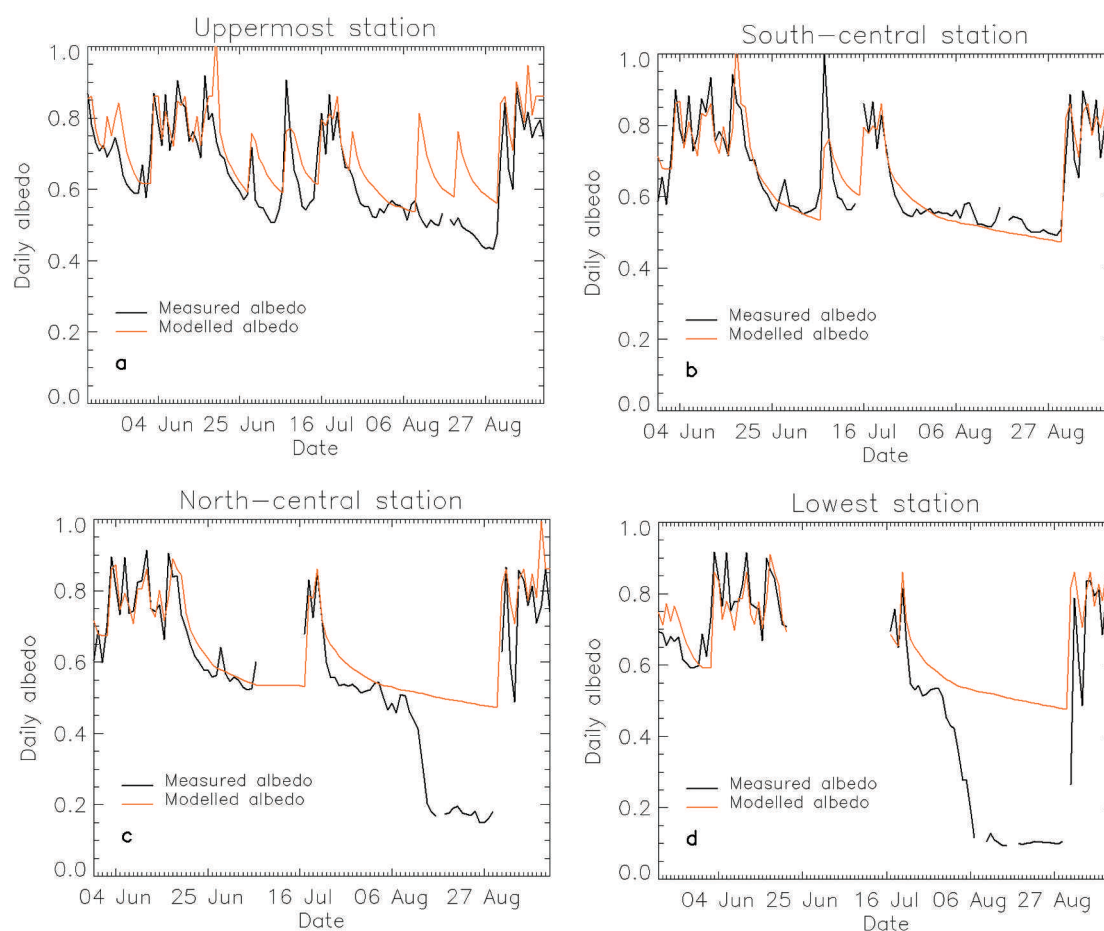 Uppermost station
1.0
0.8
0.6
0.4
0.2
0.0
Daily albedo
Measured albedo
Modelled albedo
a
04 Jun 25 Jun 16 Jul 06 Aug 27 Aug
Date
South-central station
1.0
0.8
0.6
0.4
0.2
0.0
Daily albedo
Measured albedo
Modelled albedo
b
04 Jun 25 Jun 16 Jul 06 Aug 27 Aug
Date
North-central station
1.0
0.8
0.6
0.4
0.2
0.0
Daily albedo
Measured albedo
Modelled albedo
c
04 Jun 25 Jun 16 Jul 06 Aug 27 Aug
Date
Lowest station
1.0
0.8
0.6
0.4
0.2
0.0
Daily albedo
Measured albedo
Modelled albedo
d
04 Jun 25 Jun 16 Jul 06 Aug 27 Aug
Date